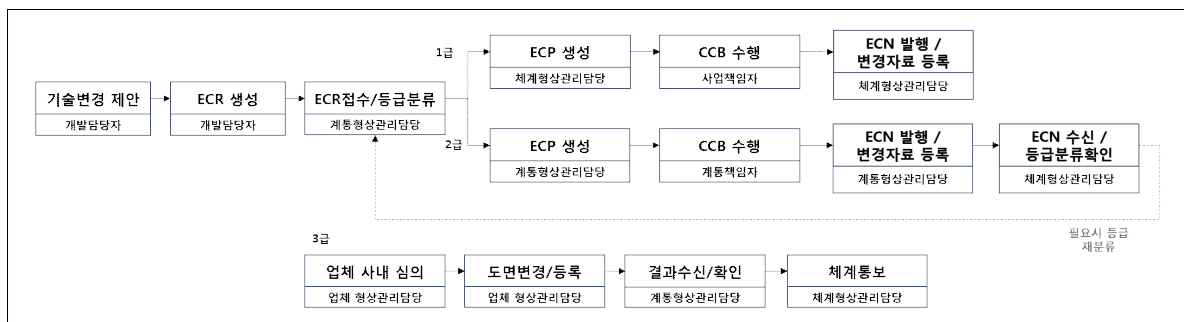 기술변경 제안
개발담당자
ECR 생성
개발담당자
ECR접수/등급분류
계통형상관리담당
1급
ECP 생성
체계형상관리담당
CCB 수행
사업책임자
ECN 발행 /
변경자료 등록
체계형상관리담당
2급
ECP 생성
계통형상관리담당
CCB 수행
계통책임자
ECN 발행 /
변경자료 등록
계통형상관리담당
ECN 수신 /
등급분류확인
체계형상관리담당
필요시 등급
재분류
3급
업체 사내 심의
업체 형상관리담당
도면변경/등록
업체 형상관리담당
결과수신/확인
계통형상관리담당
체계통보
체계형상관리담당